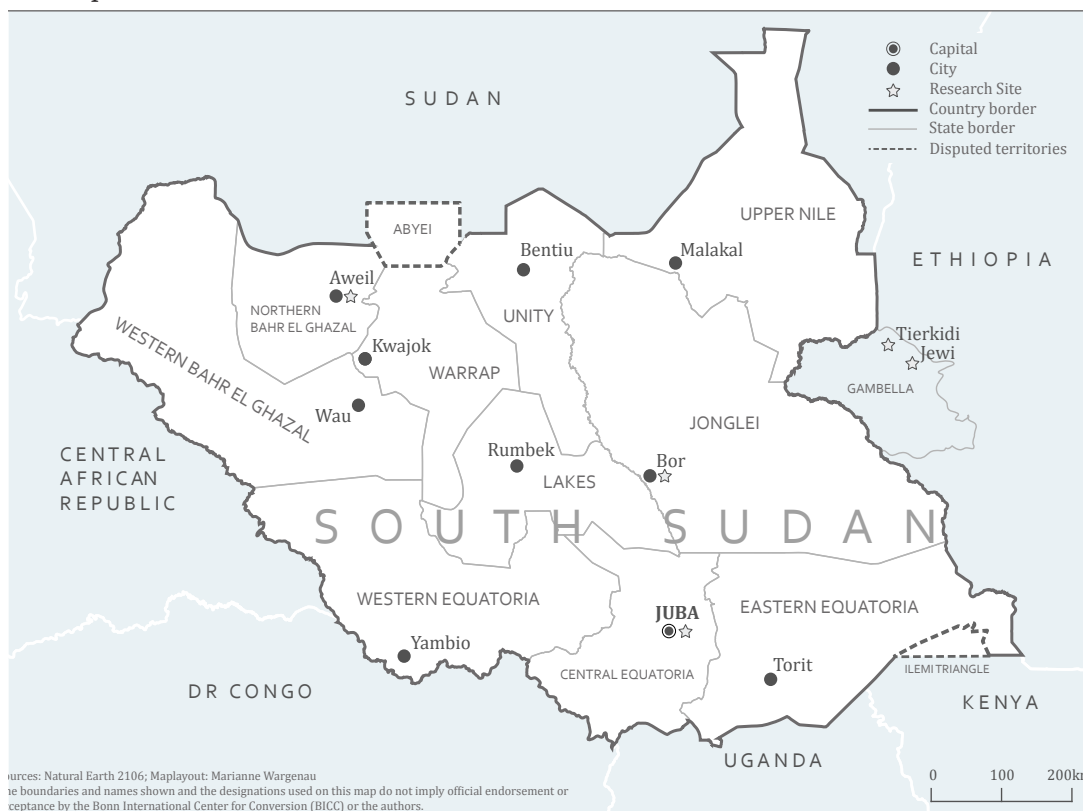 Capital
City
Research Site
Country border
State border
Disputed territories
SUDAN
UPPER NILE
ABYEI
Bentiu
Malakal
ETHIOPIA
Aweil
NORTHERN
BAHR EL GHAZAL
UNITY
Tierkidi
Jewi
Kwajok
WARRAP
GAMBELLA
WESTERN BAHR EL GHAZAL
Wau
JONGLEI
CENTRAL
AFRICAN
REPUBLIC
Rumbek
Bor
LAKES
SOUTH SUDAN
WESTERN EQUATORIA
JUBA
EASTERN EQUATORIA
Yambio
CENTRAL EQUATORIA
Torit
ILEMI TRIANGLE
DR CONGO
KENYA
UGANDA
ources: Natural Earth 2106; Maplayout: Marianne Wargenau
he boundaries and names shown and the designations used on this map do not imply official endorsement or
cceptance by the Bonn International Center for Conversion (BICC) or the authors.
0 100 200km